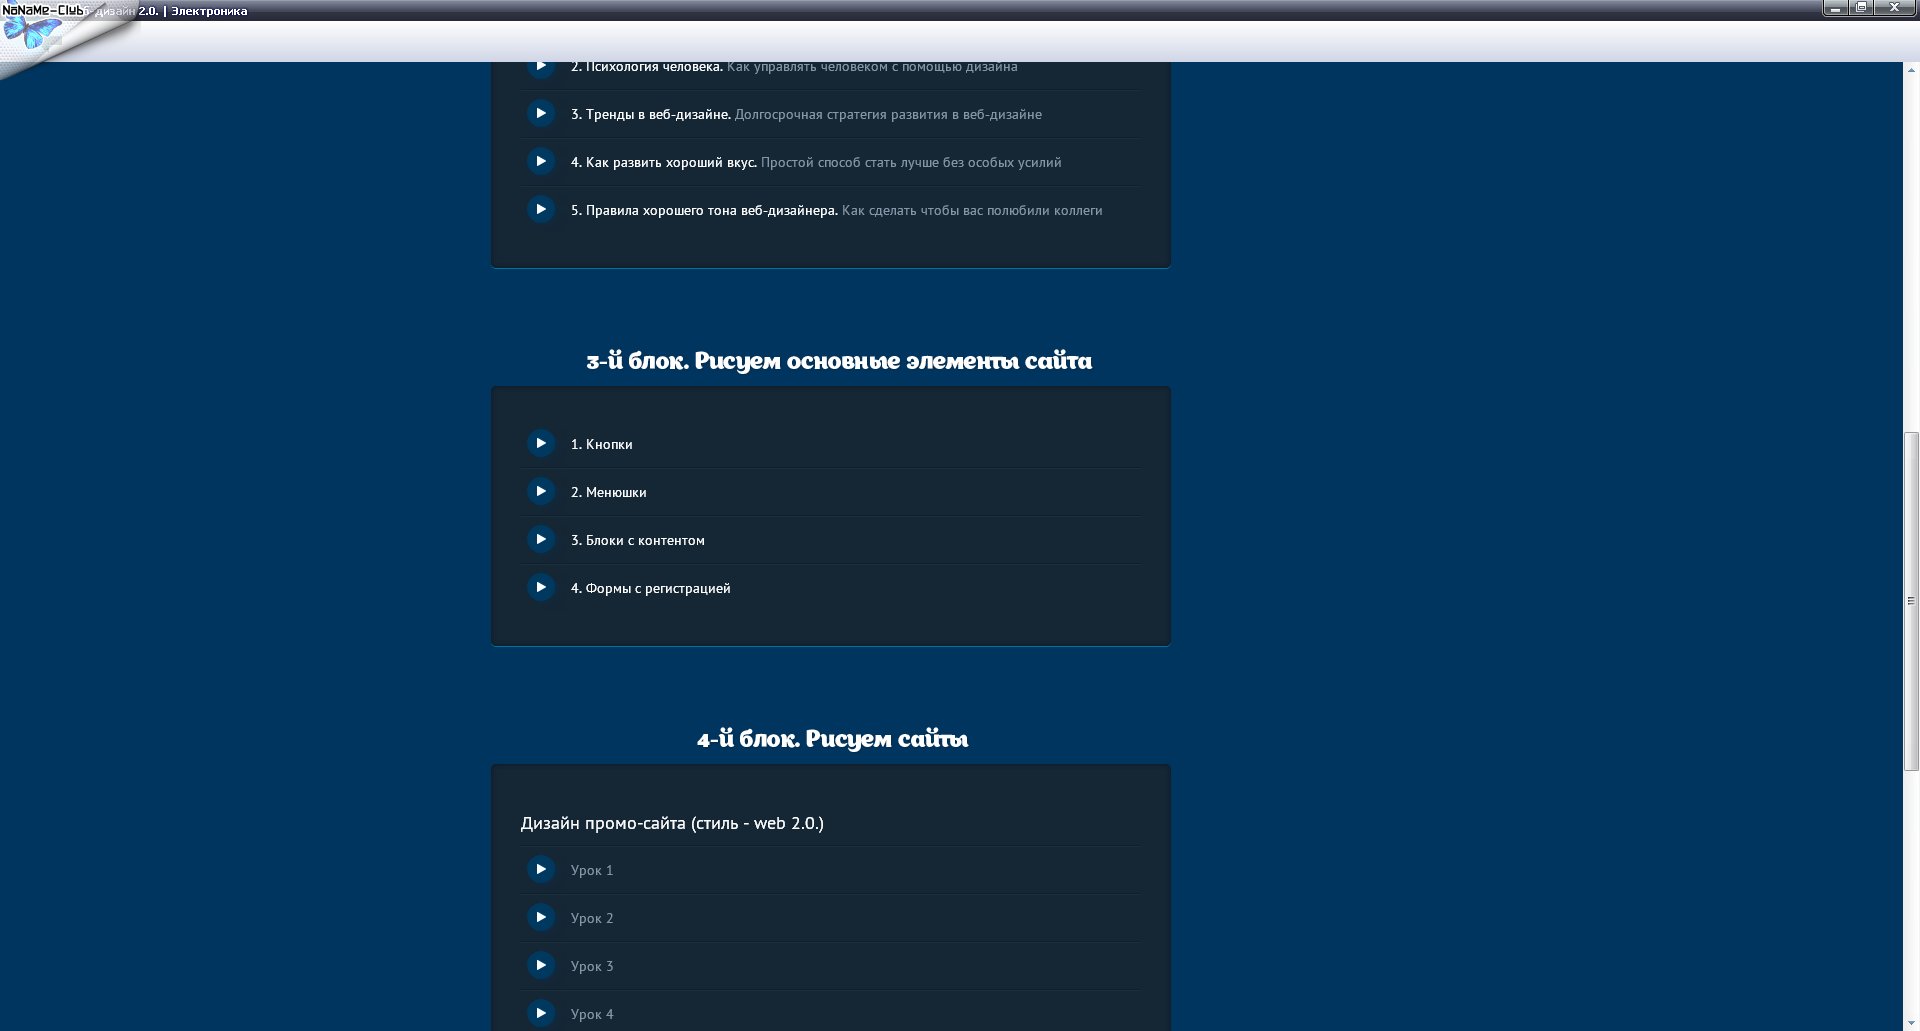 NoNaMe-Club
б-дизайн 2.0. | Электроника
2. Психология человека. Как управлять человеком с помощью дизайна
3. Тренды в веб-дизайне. Долгосрочная стратегия развития в веб-дизайне
4. Как развить хороший вкус. Простой способ стать лучше без особых усилий
5. Правила хорошего тона веб-дизайнера. Как сделать чтобы вас полюбили коллеги
3-й блок. Рисуем основные элементы сайта
1. Кнопки
2. Менюшки
3. Блоки с контентом
4. Формы с регистрацией
4-й блок. Рисуем сайты
Дизайн промо-сайта (стиль - web 2.0.)
Урок 1
Урок 2
Урок 3
Урок 4